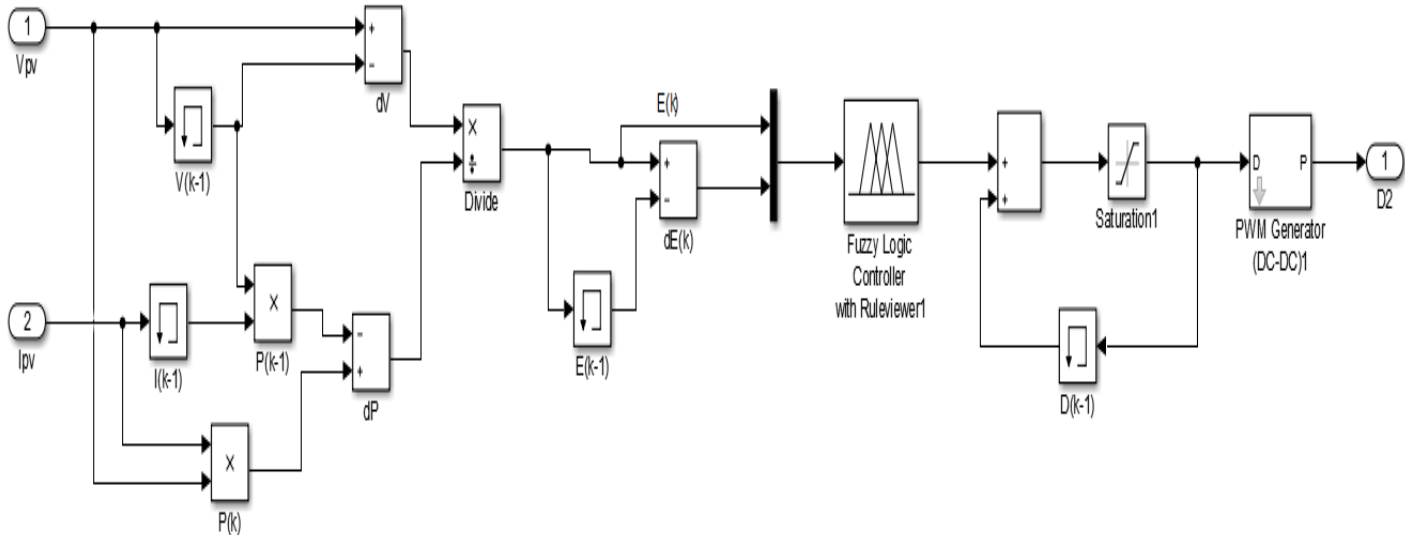 1
Vpv
+
−
dV
V(k-1)
×
÷
Divide
E(k)
+
−
dE(k)
E(k-1)
Fuzzy Logic
Controller
with Ruleviewer1
+
+
Saturation1
D
P
PWM Generator
(DC-DC)1
1
D2
D(k-1)
2
Ipv
I(k-1)
×
P(k-1)
−
+
dP
×
P(k)